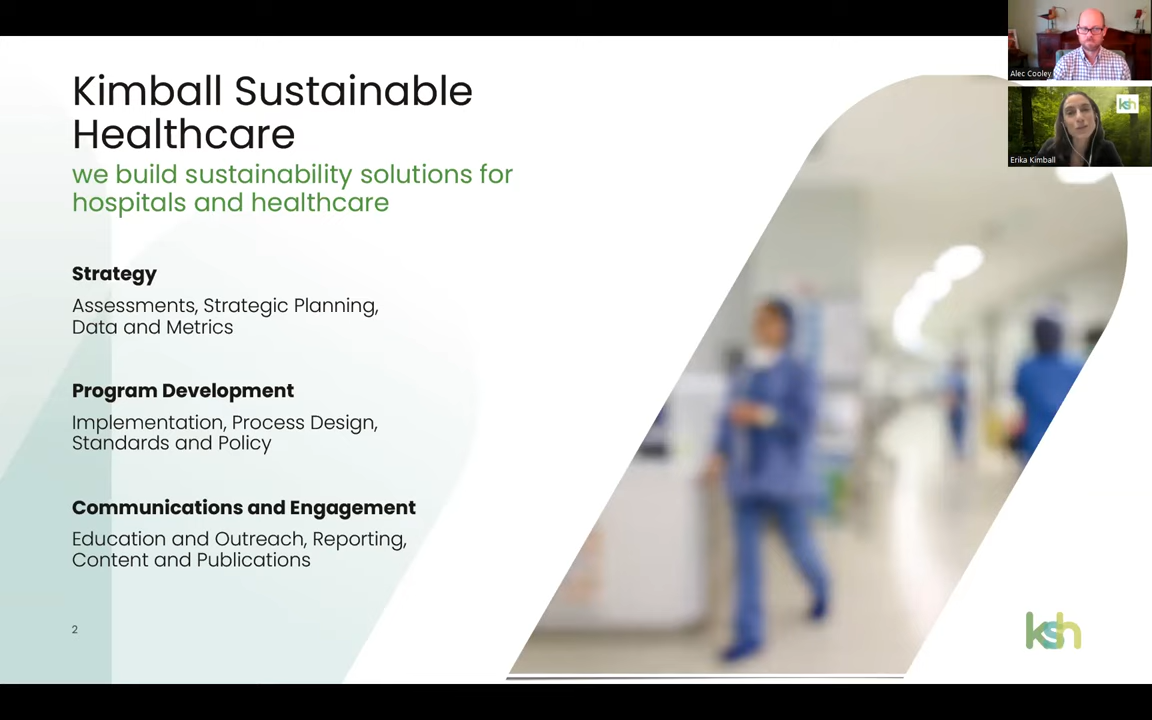 Kimball Sustainable
Healthcare
we build sustainability solutions for
hospitals and healthcare
Strategy
Assessments, Strategic Planning,
Data and Metrics
Program Development
Implementation, Process Design,
Standards and Policy
Communications and Engagement
Education and Outreach, Reporting,
Content and Publications
2
ksh
Alec Cooley
ksh
Erika Kimball